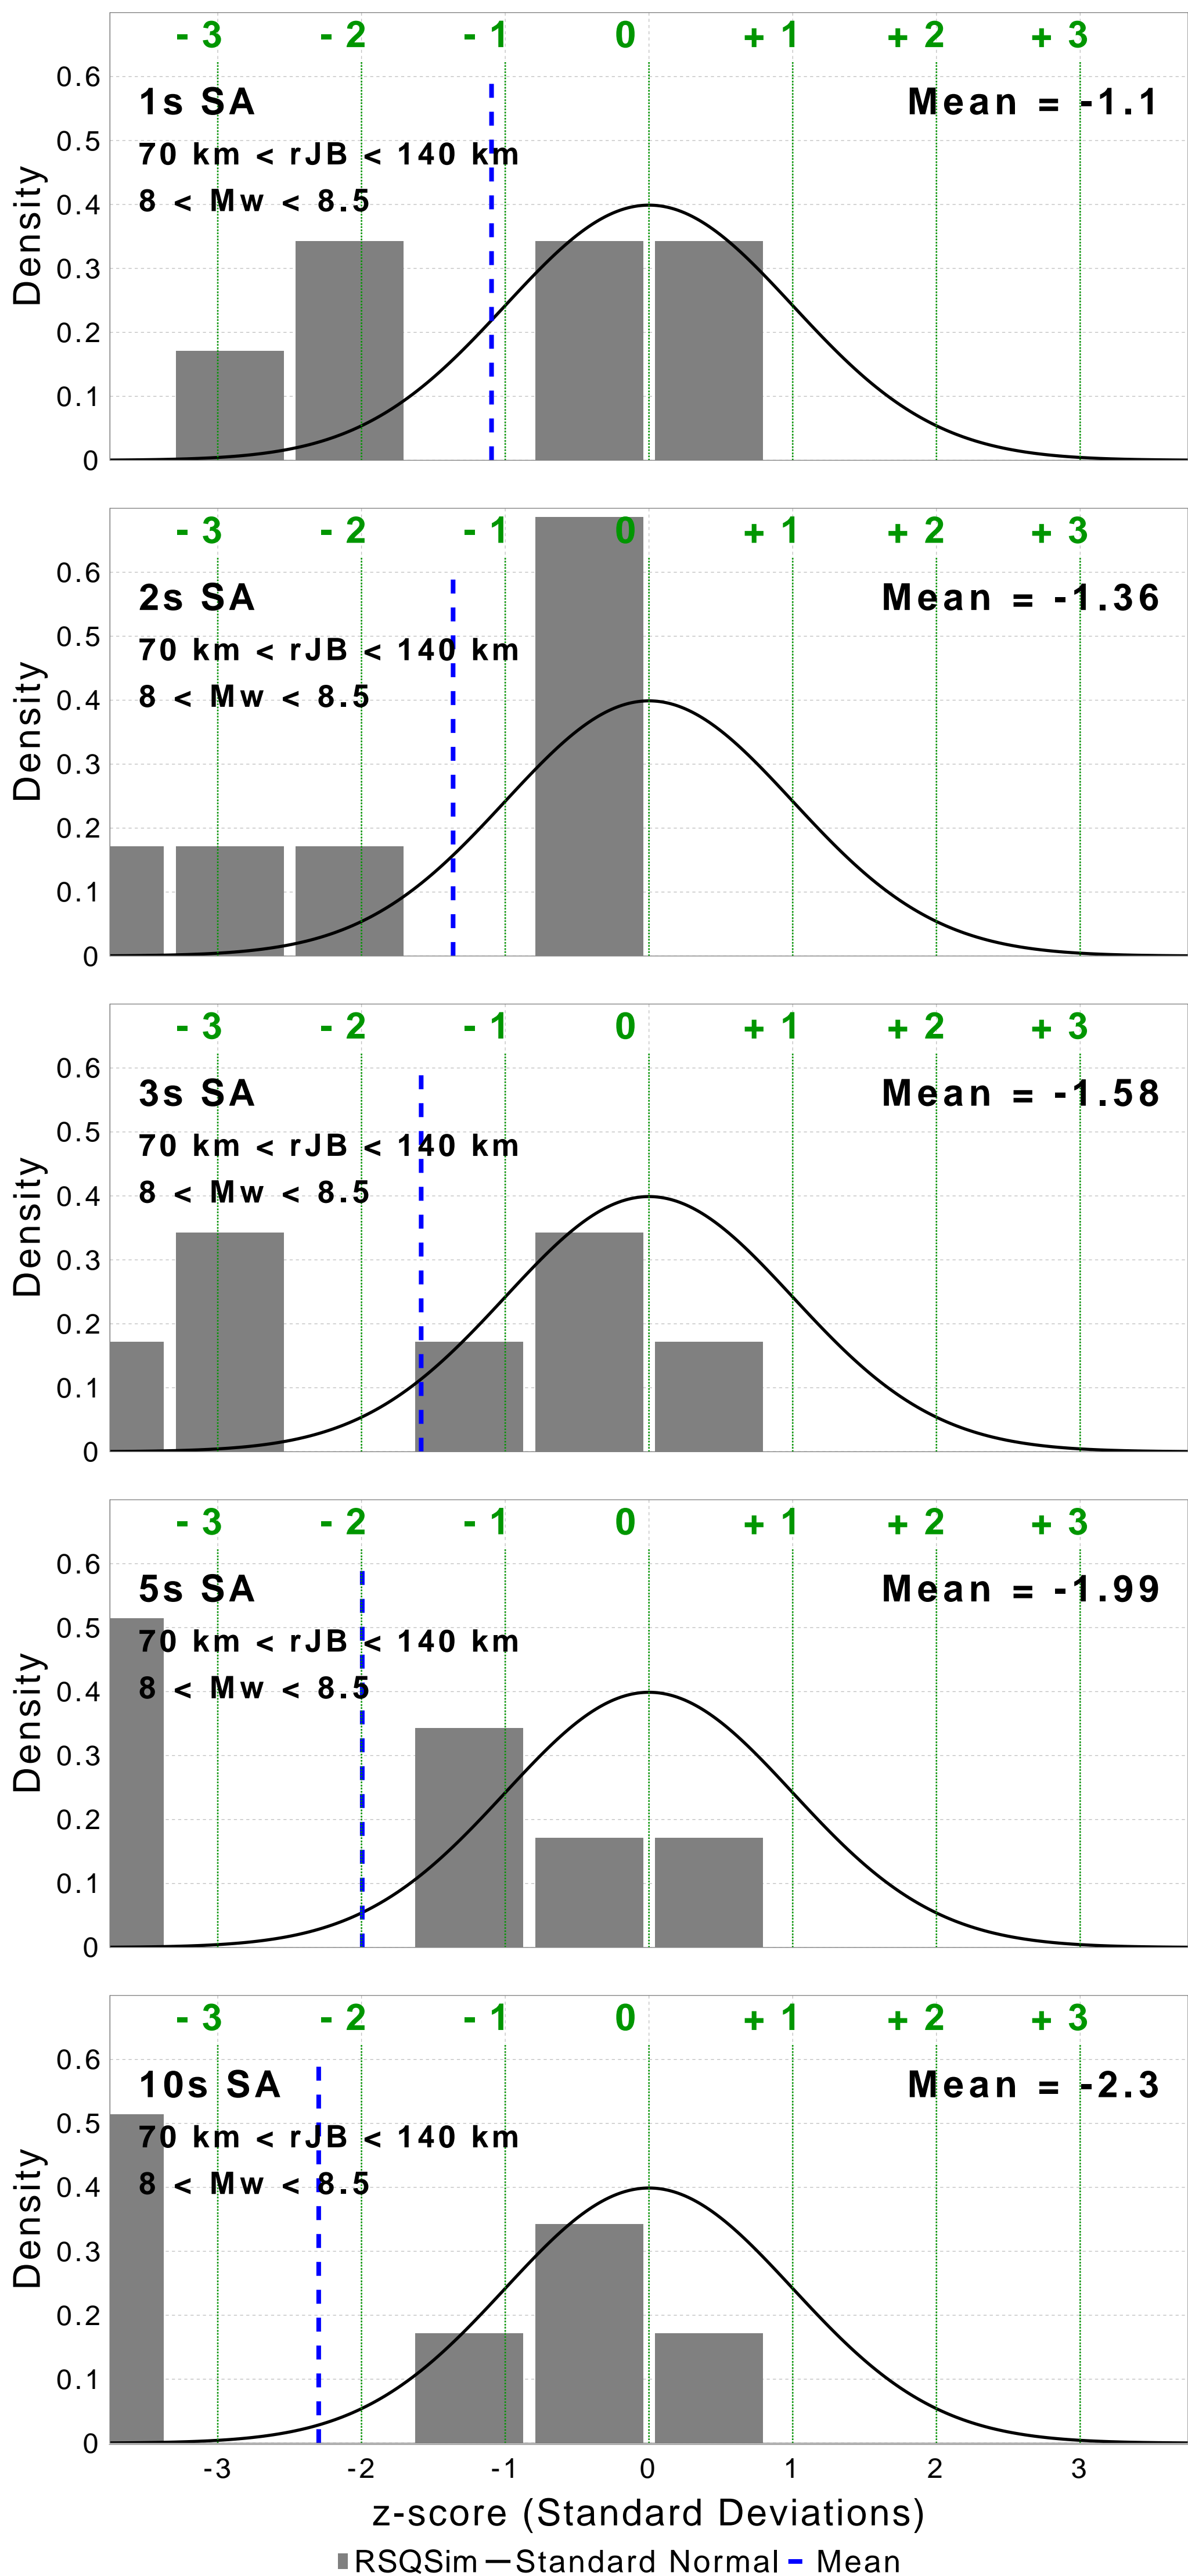 - 3 - 2 - 1 0 + 1 + 2 + 3
0.6
1s SA Mean = -1.1
0.5
70 km < rJB < 140 km
8 < Mw < 8.5
0.4
0.3
0.2
0.1
0
Density
- 3 - 2 - 1 0 + 1 + 2 + 3
0.6
2s SA Mean = -1.36
0.5
70 km < rJB < 140 km
8 < Mw < 8.5
0.4
0.3
0.2
0.1
0
Density
- 3 - 2 - 1 0 + 1 + 2 + 3
0.6
3s SA Mean = -1.58
0.5
70 km < rJB < 140 km
8 < Mw < 8.5
0.4
0.3
0.2
0.1
0
Density
- 3 - 2 - 1 0 + 1 + 2 + 3
0.6
5s SA Mean = -1.99
0.5
70 km < rJB < 140 km
8 < Mw < 8.5
0.4
0.3
0.2
0.1
0
Density
- 3 - 2 - 1 0 + 1 + 2 + 3
0.6
10s SA Mean = -2.3
0.5
70 km < rJB < 140 km
8 < Mw < 8.5
0.4
0.3
0.2
0.1
0
Density
-3 -2 -1 0 1 2 3
z-score (Standard Deviations)
RSQSim Standard Normal Mean